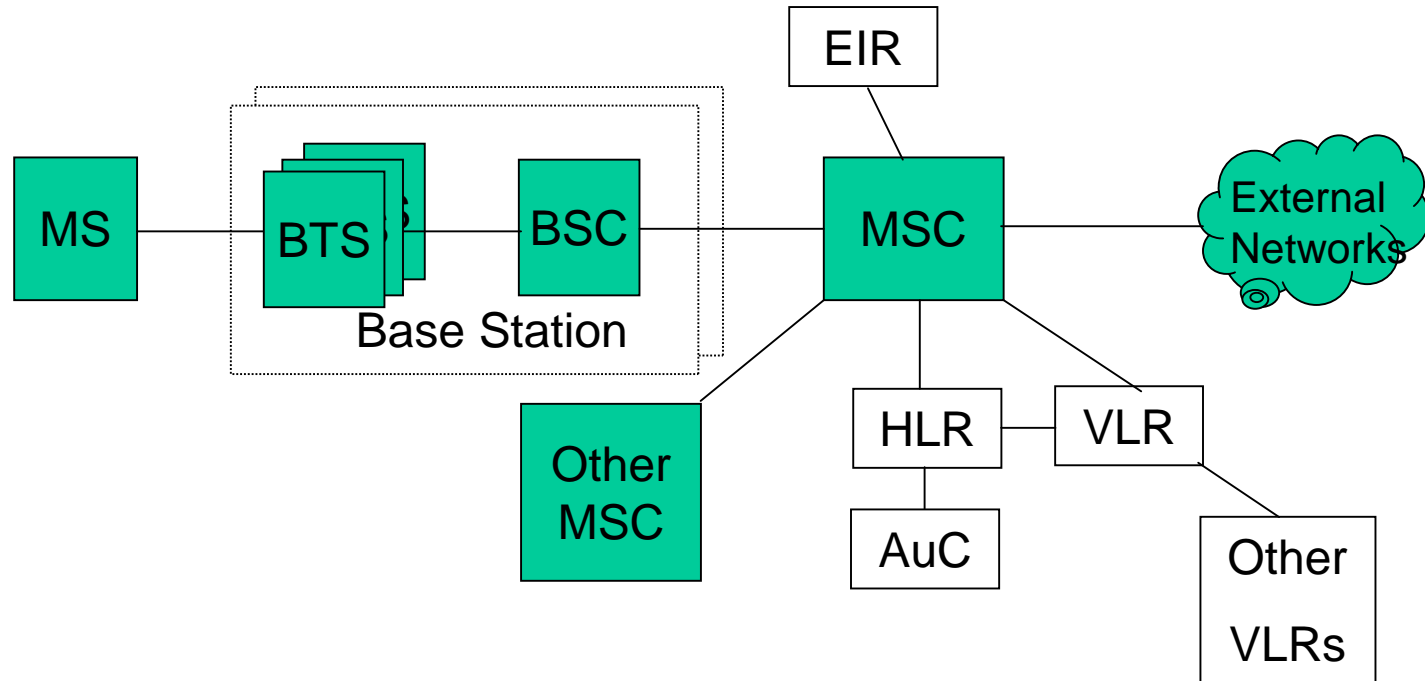 EIR
MS
BTS
BSC
MSC
External
Networks
Base Station
HLR
VLR
Other
MSC
AuC
Other
VLRs